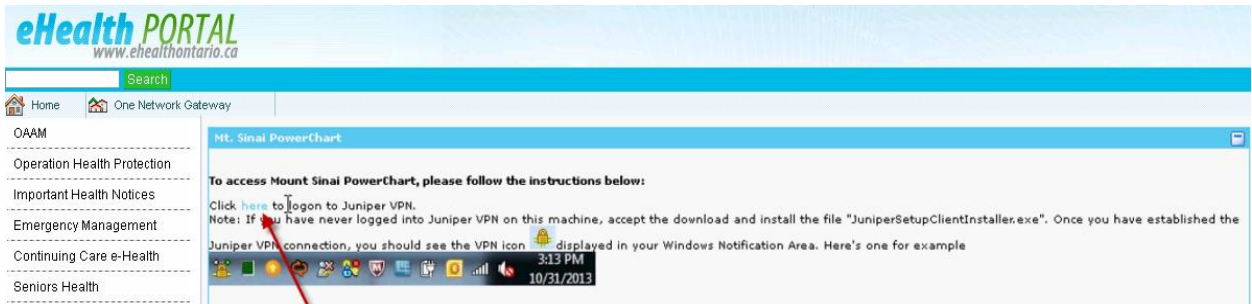 eHealth PORTAL
www.ehealthontario.ca
Search
Home One Network Gateway
OAAM
Operation Health Protection
Important Health Notices
Emergency Management
Continuing Care e-Health
Seniors Health
Mt. Sinai PowerChart
To access Mount Sinai PowerChart, please follow the instructions below:
Click here to logon to Juniper VPN.
Note: If you have never logged into Juniper VPN on this machine, accept the download and install the file "JuniperSetupClientInstaller.exe". Once you have established the
Juniper VPN connection, you should see the VPN icon displayed in your Windows Notification Area. Here's one for example
3:13 PM
10/31/2013